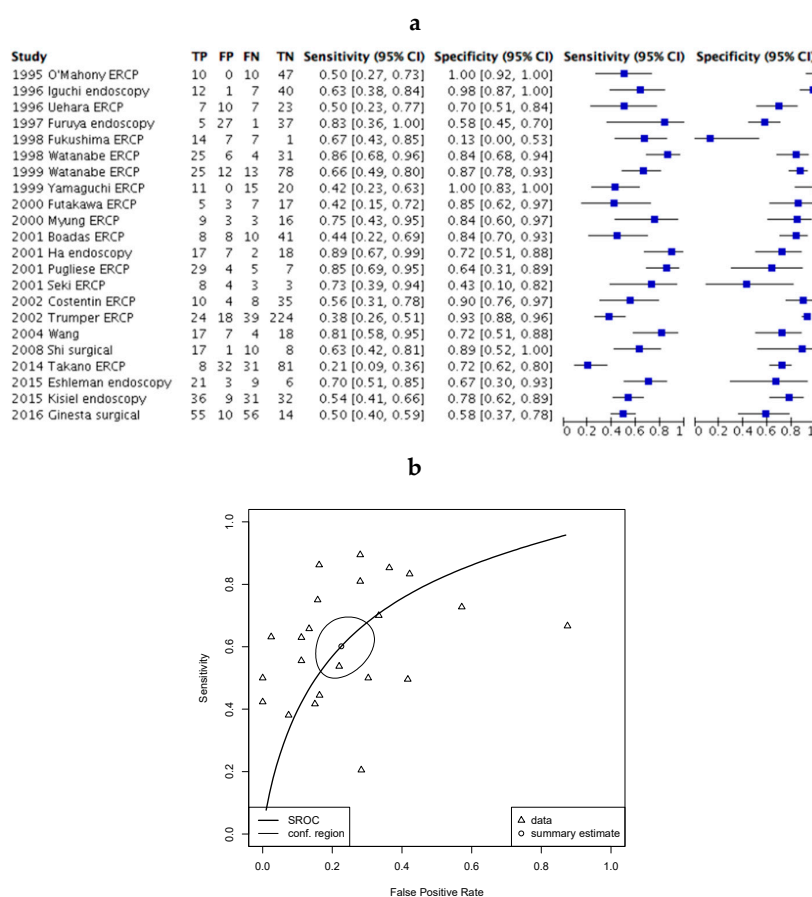 a
Study TP FP FN TN Sensitivity (95% CI) Specificity (95% CI) Sensitivity (95% CI) Specificity (95% CI)
1995 O'Mahony ERCP 10 0 10 47 0.50 [0.27, 0.73] 1.00 [0.92, 1.00]
1996 Iguchi endoscopy 12 1 7 40 0.63 [0.38, 0.84] 0.98 [0.87, 1.00]
1996 Uehara ERCP 7 10 7 23 0.50 [0.23, 0.77] 0.70 [0.51, 0.84]
1997 Furuya endoscopy 5 27 1 37 0.83 [0.36, 1.00] 0.58 [0.45, 0.70]
1998 Fukushima ERCP 14 7 7 1 0.67 [0.43, 0.85] 0.13 [0.00, 0.53]
1998 Watanabe ERCP 25 6 4 31 0.86 [0.68, 0.96] 0.84 [0.68, 0.94]
1999 Watanabe ERCP 25 12 13 78 0.66 [0.49, 0.80] 0.87 [0.78, 0.93]
1999 Yamaguchi ERCP 11 0 15 20 0.42 [0.23, 0.63] 1.00 [0.83, 1.00]
2000 Futakawa ERCP 5 3 7 17 0.42 [0.15, 0.72] 0.85 [0.62, 0.97]
2000 Myung ERCP 9 3 3 16 0.75 [0.43, 0.95] 0.84 [0.60, 0.97]
2001 Boadas ERCP 8 8 10 41 0.44 [0.22, 0.69] 0.84 [0.70, 0.93]
2001 Ha endoscopy 17 7 2 18 0.89 [0.67, 0.99] 0.72 [0.51, 0.88]
2001 Pugliese ERCP 29 4 5 7 0.85 [0.69, 0.95] 0.64 [0.31, 0.89]
2001 Seki ERCP 8 4 3 3 0.73 [0.39, 0.94] 0.43 [0.10, 0.82]
2002 Costentin ERCP 10 4 8 35 0.56 [0.31, 0.78] 0.90 [0.76, 0.97]
2002 Trumper ERCP 24 18 39 224 0.38 [0.26, 0.51] 0.93 [0.88, 0.96]
2004 Wang 17 7 4 18 0.81 [0.58, 0.95] 0.72 [0.51, 0.88]
2008 Shi surgical 17 1 10 8 0.63 [0.42, 0.81] 0.89 [0.52, 1.00]
2014 Takano ERCP 8 32 31 81 0.21 [0.09, 0.36] 0.72 [0.62, 0.80]
2015 Eshleman endoscopy 21 3 9 6 0.70 [0.51, 0.85] 0.67 [0.30, 0.93]
2015 Kisiel endoscopy 36 9 31 32 0.54 [0.41, 0.66] 0.78 [0.62, 0.89]
2016 Ginesta surgical 55 10 56 14 0.50 [0.40, 0.59] 0.58 [0.37, 0.78]
0 0.2 0.4 0.6 0.8 1 0 0.2 0.4 0.6 0.8 1
b
1.0
0.8
0.6
0.4
0.2
0.0
Sensitivity
SROC
conf. region
data
summary estimate
0.0 0.2 0.4 0.6 0.8 1.0
False Positive Rate